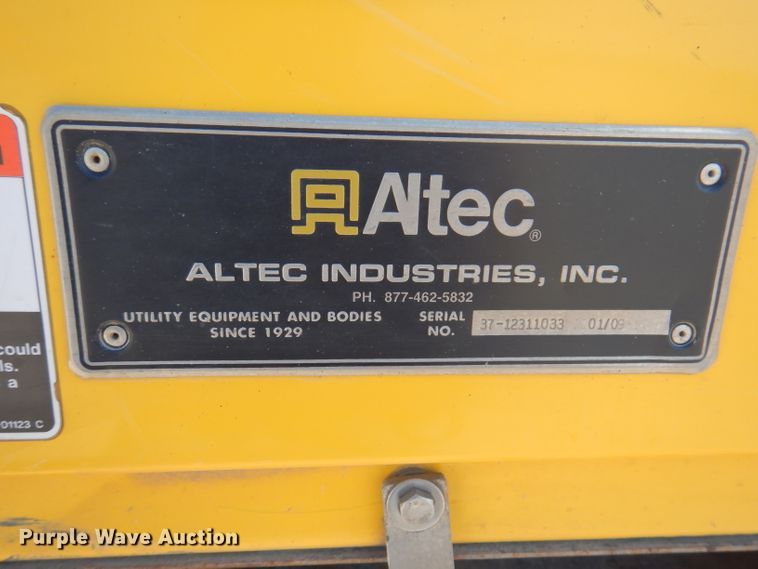 Altec®
ALTEC INDUSTRIES, INC.
PH. 877-462-5832
UTILITY EQUIPMENT AND BODIES
SINCE 1929
SERIAL
NO.
37-12311033 01/09
could
ls.
a
01123 C
Purple Wave Auction